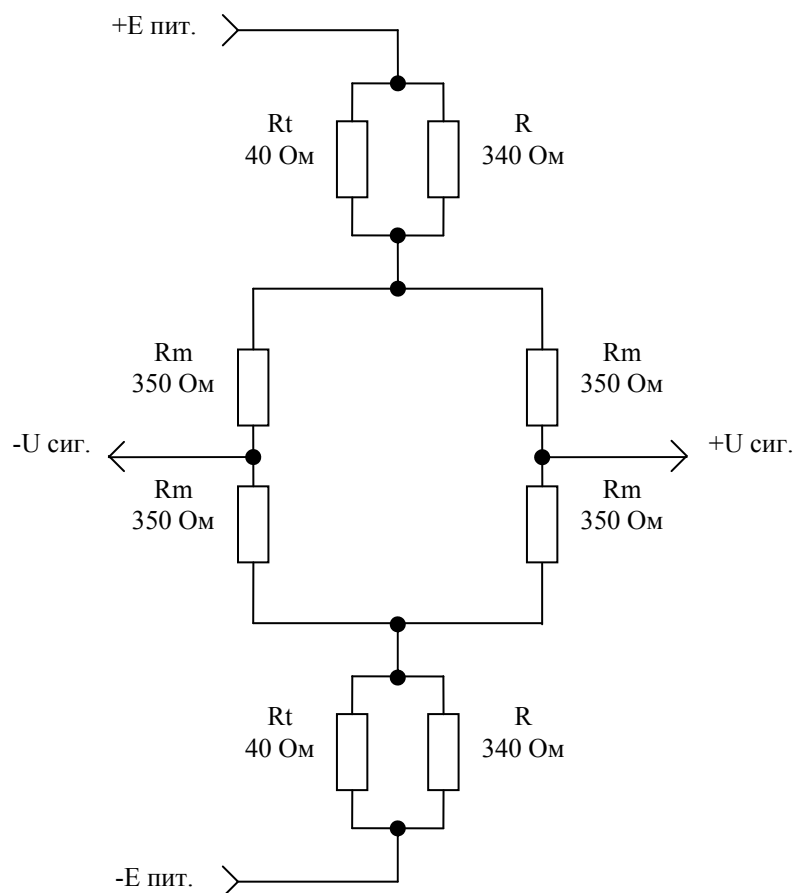 +E пит.
Rt
40 Ом
R
340 Ом
Rm
350 Ом
Rm
350 Ом
-U сиг.
+U сиг.
Rm
350 Ом
Rm
350 Ом
Rt
40 Ом
R
340 Ом
-E пит.